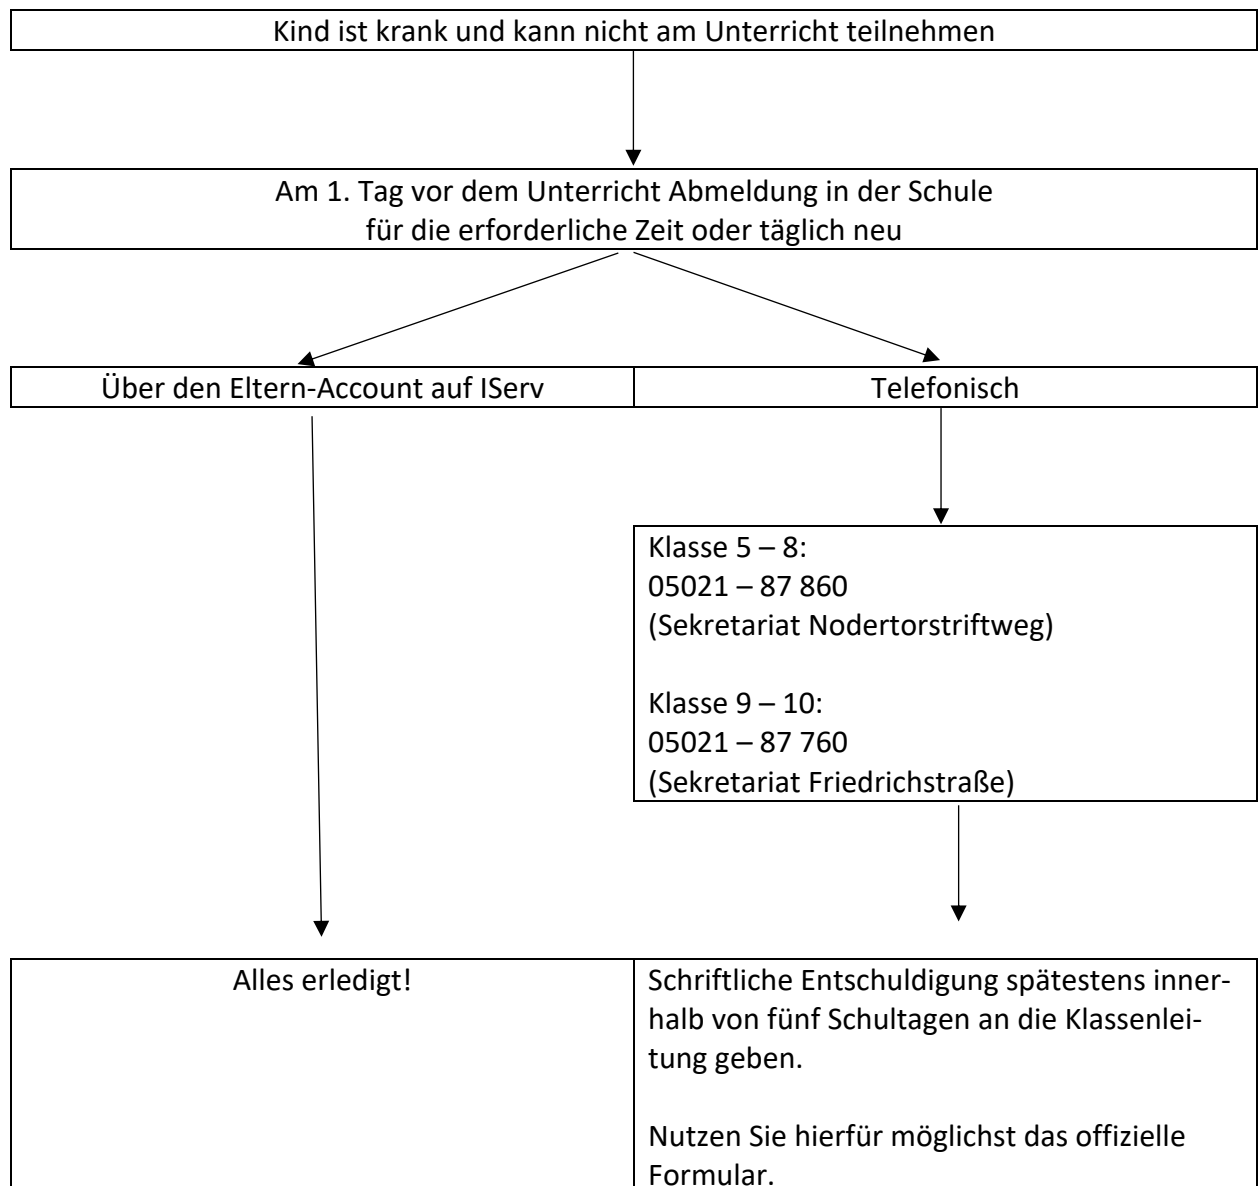 Kind ist krank und kann nicht am Unterricht teilnehmen
Am 1. Tag vor dem Unterricht Abmeldung in der Schule
für die erforderliche Zeit oder täglich neu
Über den Eltern-Account auf IServ
Telefonisch
Klasse 5 – 8:
05021 – 87 860
(Sekretariat Nodertorstriftweg)
Klasse 9 – 10:
05021 – 87 760
(Sekretariat Friedrichstraße)
Alles erledigt!
Schriftliche Entschuldigung spätestens inner-
halb von fünf Schultagen an die Klassenlei-
tung geben.
Nutzen Sie hierfür möglichst das offizielle
Formular.